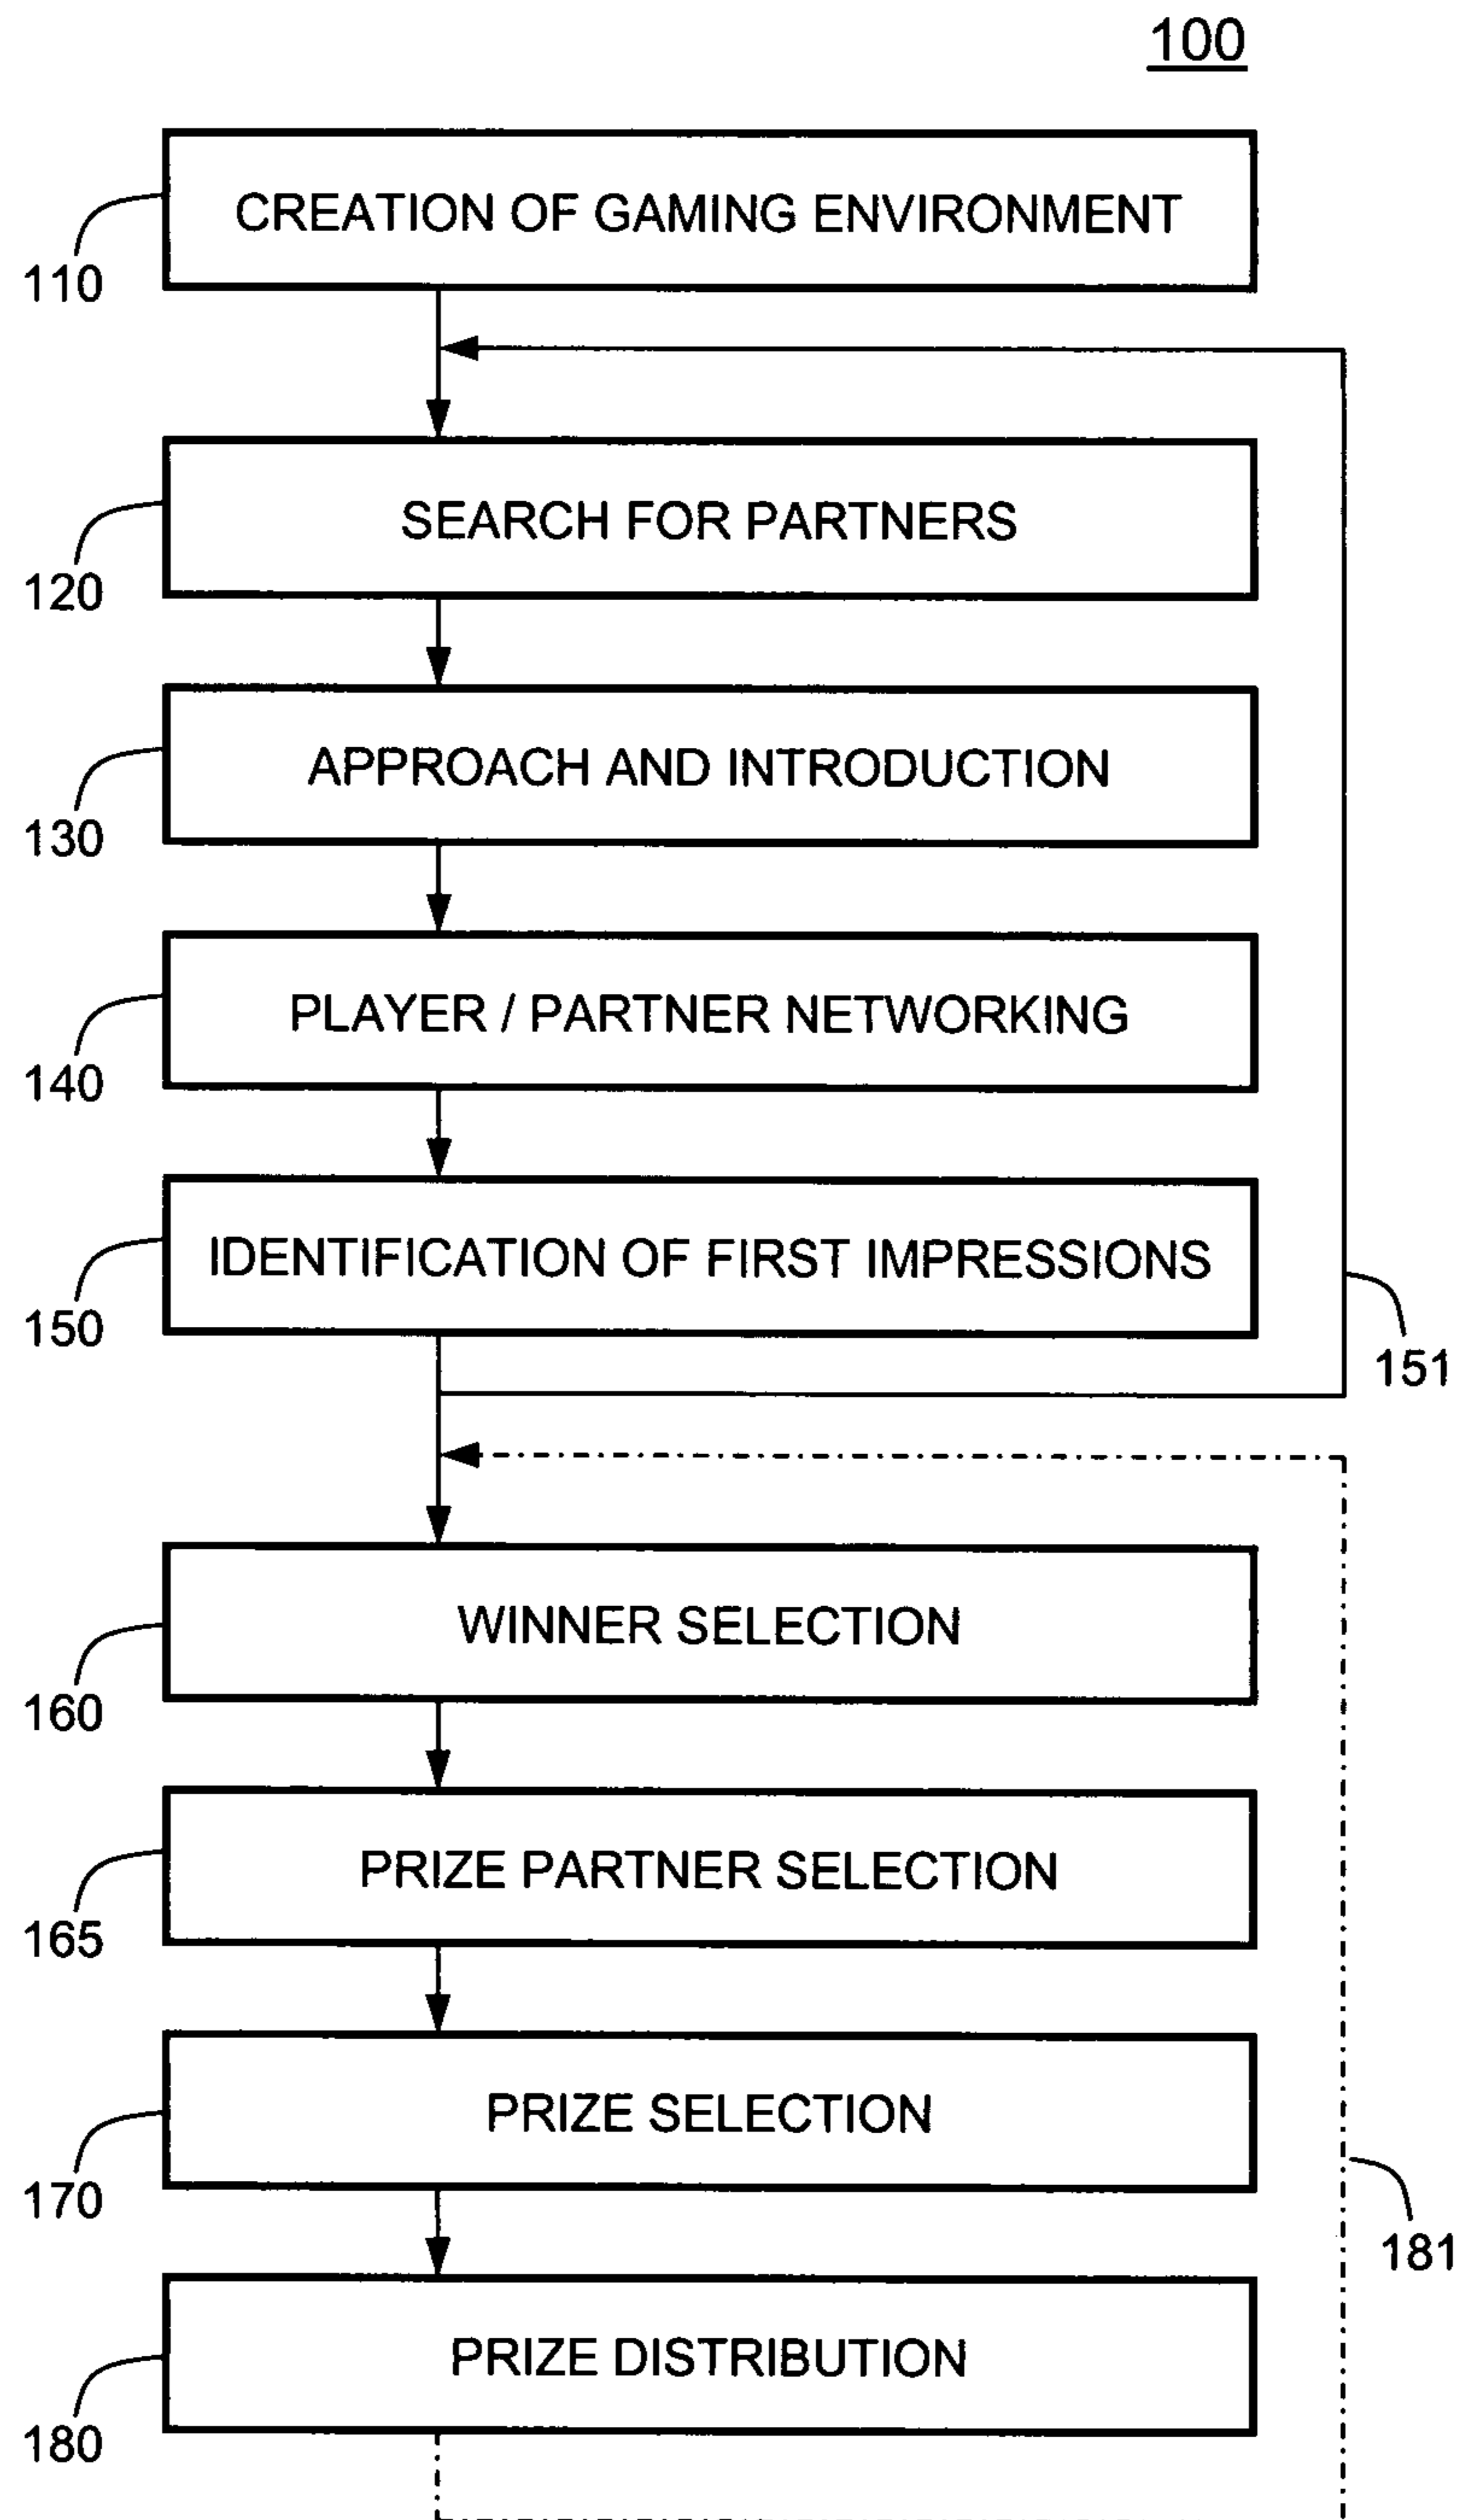 100
CREATION OF GAMING ENVIRONMENT
110
SEARCH FOR PARTNERS
120
APPROACH AND INTRODUCTION
130
PLAYER / PARTNER NETWORKING
140
IDENTIFICATION OF FIRST IMPRESSIONS
150
151
WINNER SELECTION
160
PRIZE PARTNER SELECTION
165
PRIZE SELECTION
170
181
PRIZE DISTRIBUTION
180